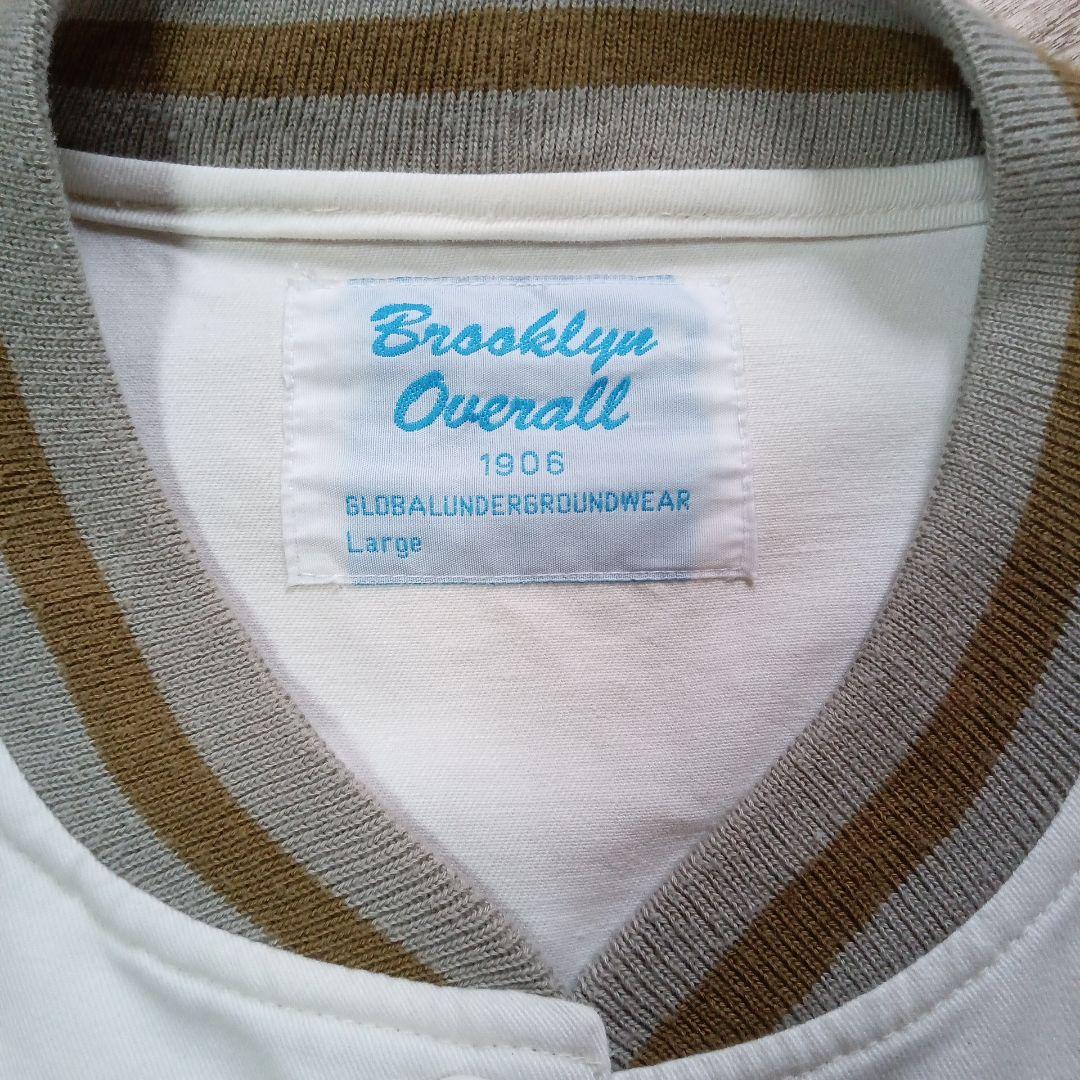 Brooklyn
Overall
1906
GLOBALUNDERGROUNDWEAR
Large